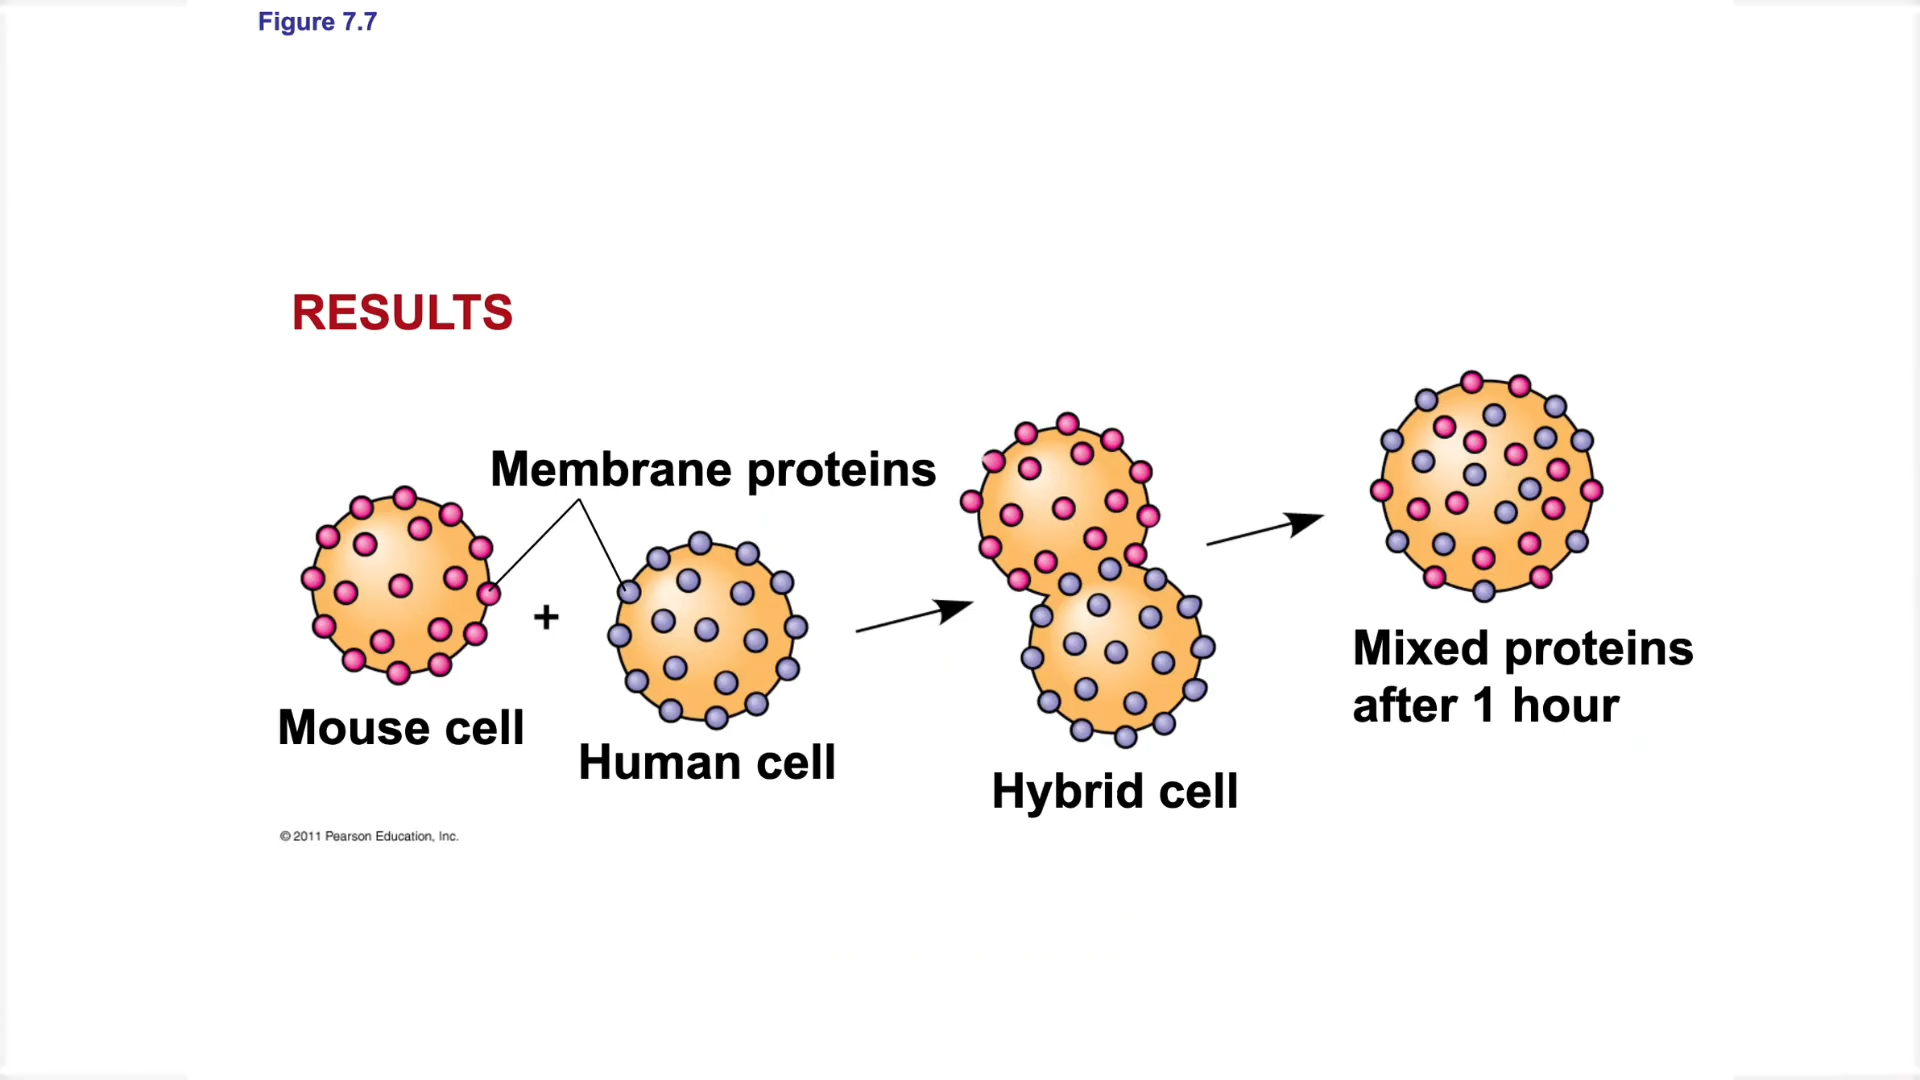 Figure 7.7
RESULTS
Membrane proteins
+
Mouse cell
Human cell
Hybrid cell
Mixed proteins
after 1 hour
© 2011 Pearson Education, Inc.